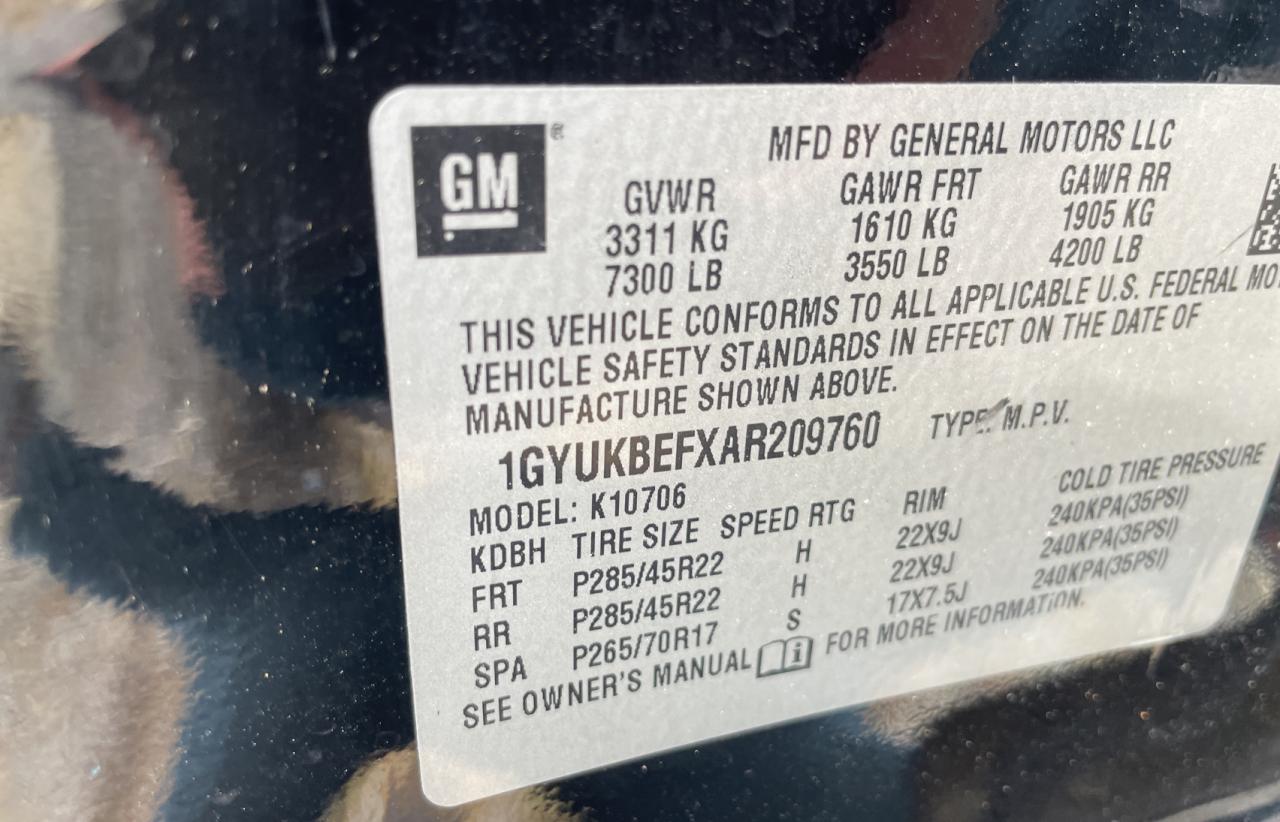 GM ®
MFD BY GENERAL MOTORS LLC
GVWR GAWR FRT GAWR RR
3311 KG 1610 KG 1905 KG
7300 LB 3550 LB 4200 LB
THIS VEHICLE CONFORMS TO ALL APPLICABLE U.S. FEDERAL
VEHICLE SAFETY STANDARDS IN EFFECT ON THE DATE OF
MANUFACTURE SHOWN ABOVE.
1GYUKBEFXAR209760 TYPE: M.P.V.
MODEL: K10706
KDBH TIRE SIZE SPEED RTG RIM COLD TIRE PRESSURE
FRT P285/45R22 H 22X9J 240KPA(35PSI)
RR P285/45R22 H 22X9J 240KPA(35PSI)
SPA P265/70R17 S 17X7.5J 240KPA(35PSI)
SEE OWNER'S MANUAL FOR MORE INFORMATION.